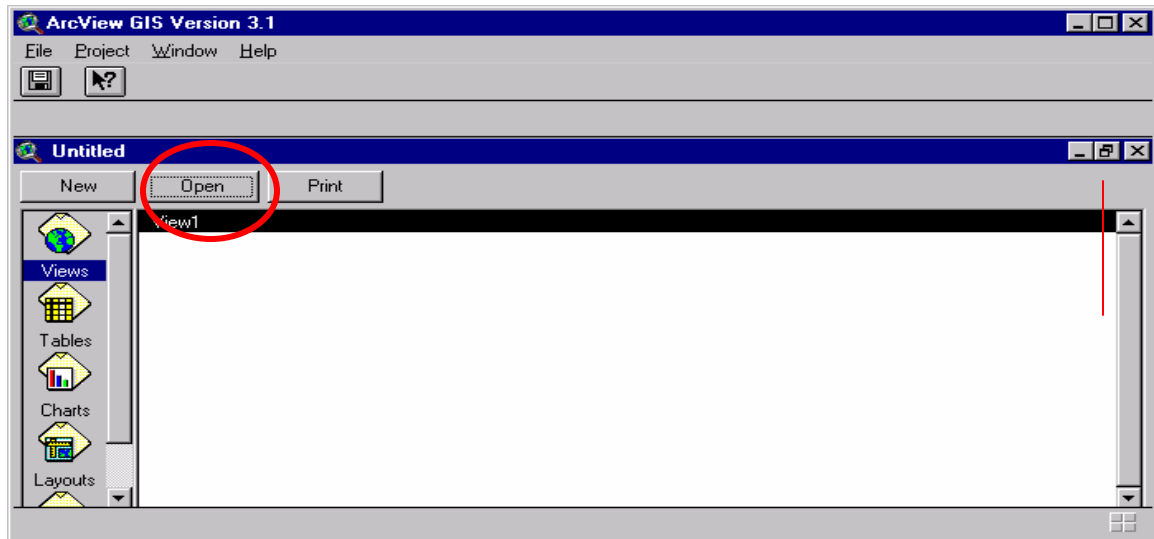 ArcView GIS Version 3.1
File Project Window Help
Untitled
New Open Print
View1
Views
Tables
Charts
Layouts